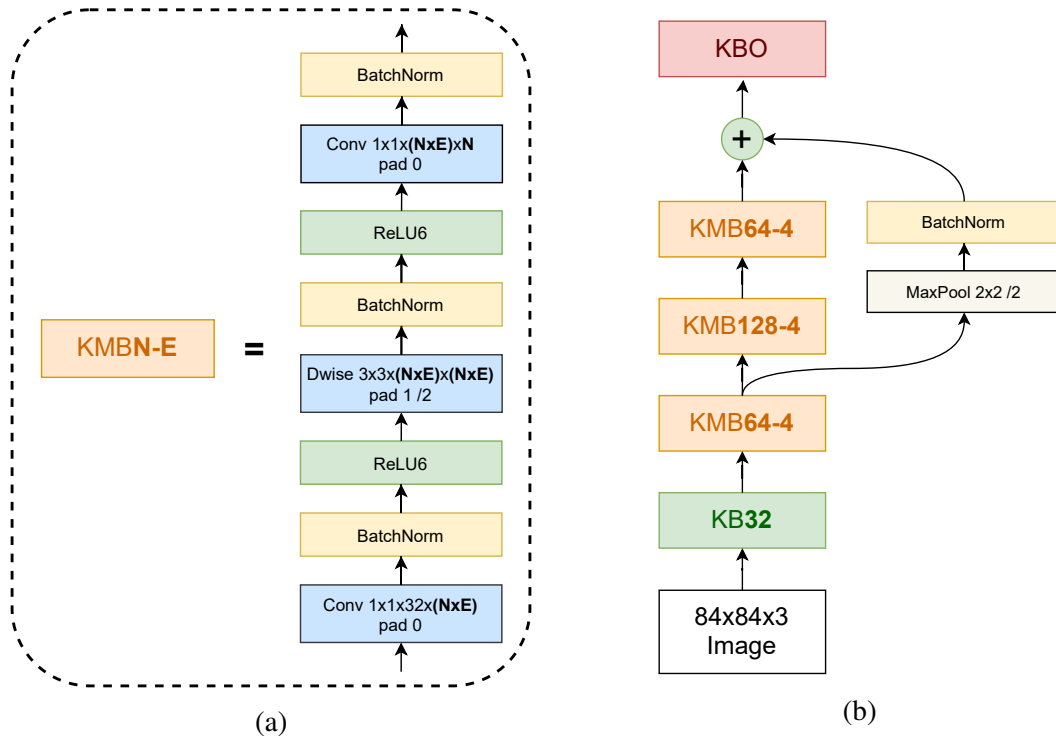 BatchNorm
Conv 1x1x(NxE)xN
pad 0
ReLU6
BatchNorm
Dwise 3x3x(NxE)x(NxE)
pad 1 /2
ReLU6
BatchNorm
Conv 1x1x32x(NxE)
pad 0
KMBN-E
=
(a)
KBO
+
KMB64-4
BatchNorm
MaxPool 2x2 /2
KMB128-4
KMB64-4
KB32
84x84x3
Image
(b)